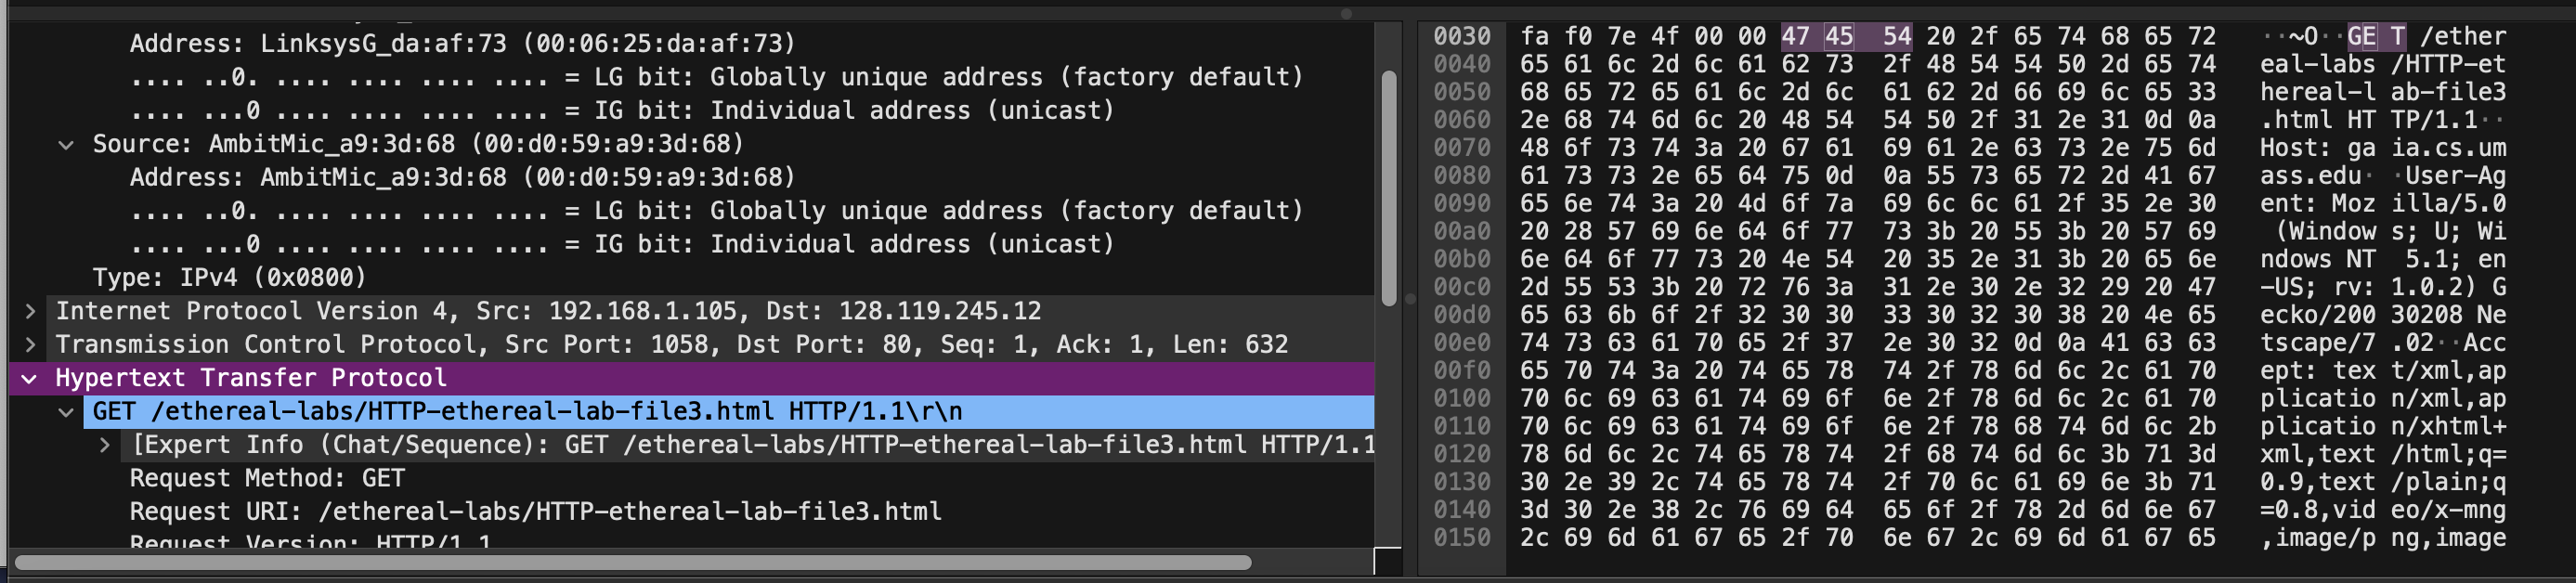 Address: LinksysG_da:af:73 (00:06:25:da:af:73)
.... ..0. .... .... .... .... = LG bit: Globally unique address (factory default)
.... ...0 .... .... .... .... = IG bit: Individual address (unicast)
Source: AmbitMic_a9:3d:68 (00:d0:59:a9:3d:68)
Address: AmbitMic_a9:3d:68 (00:d0:59:a9:3d:68)
.... ..0. .... .... .... .... = LG bit: Globally unique address (factory default)
.... ...0 .... .... .... .... = IG bit: Individual address (unicast)
Type: IPv4 (0x0800)
Internet Protocol Version 4, Src: 192.168.1.105, Dst: 128.119.245.12
Transmission Control Protocol, Src Port: 1058, Dst Port: 80, Seq: 1, Ack: 1, Len: 632
Hypertext Transfer Protocol
GET /ethereal-labs/HTTP-ethereal-lab-file3.html HTTP/1.1\r\n
[Expert Info (Chat/Sequence): GET /ethereal-labs/HTTP-ethereal-lab-file3.html HTTP/1.1
Request Method: GET
Request URI: /ethereal-labs/HTTP-ethereal-lab-file3.html
Request Version: HTTP/1.1
0030 fa f0 7e 4f 00 00 47 45 54 20 2f 65 74 68 65 72 ··~O··GE T /ether
0040 65 61 6c 2d 6c 61 62 73 2f 48 54 54 50 2d 65 74 eal-labs /HTTP-et
0050 68 65 72 65 61 6c 2d 6c 61 62 2d 66 69 6c 65 33 hereal-l ab-file3
0060 2e 68 74 6d 6c 20 48 54 54 50 2f 31 2e 31 0d 0a .html HT TP/1.1··
0070 48 6f 73 74 3a 20 67 61 69 61 2e 63 73 2e 75 6d Host: ga ia.cs.um
0080 61 73 73 2e 65 64 75 0d 0a 55 73 65 72 2d 41 67 ass.edu· ·User-Ag
0090 65 6e 74 3a 20 4d 6f 7a 69 6c 6c 61 2f 35 2e 30 ent: Moz illa/5.0
00a0 20 28 57 69 6e 64 6f 77 73 3b 20 55 3b 20 57 69 (Window s; U; Wi
00b0 6e 64 6f 77 73 20 4e 54 20 35 2e 31 3b 20 65 6e ndows NT 5.1; en
00c0 2d 55 53 3b 20 72 76 3a 31 2e 30 2e 32 29 20 47 -US; rv: 1.0.2) G
00d0 65 63 6b 6f 2f 32 30 30 33 30 32 30 38 20 4e 65 ecko/200 30208 Ne
00e0 74 73 63 61 70 65 2f 37 2e 30 32 0d 0a 41 63 63 tscape/7 .02··Acc
00f0 65 70 74 3a 20 74 65 78 74 2f 78 6d 6c 2c 61 70 ept: tex t/xml,ap
0100 70 6c 69 63 61 74 69 6f 6e 2f 78 6d 6c 2c 61 70 plicatio n/xml,ap
0110 70 6c 69 63 61 74 69 6f 6e 2f 78 68 74 6d 6c 2b plicatio n/xhtml+
0120 78 6d 6c 2c 74 65 78 74 2f 68 74 6d 6c 3b 71 3d xml,text /html;q=
0130 30 2e 39 2c 74 65 78 74 2f 70 6c 61 69 6e 3b 71 0.9,text /plain;q
0140 3d 30 2e 38 2c 76 69 64 65 6f 2f 78 2d 6d 6e 67 =0.8,vid eo/x-mng
0150 2c 69 6d 61 67 65 2f 70 6e 67 2c 69 6d 61 67 65 ,image/p ng,image